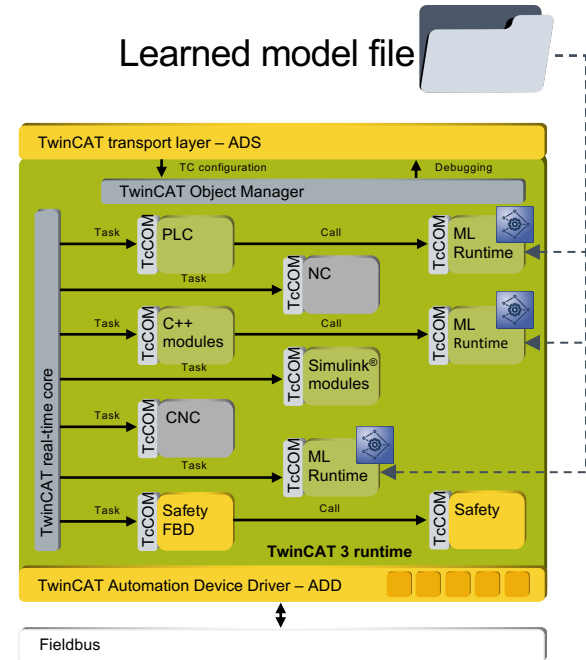 Learned model file
TwinCAT transport layer – ADS
TC configuration
Debugging
TwinCAT Object Manager
TwinCAT real-time core
Task
TcCOM
PLC
Call
TcCOM
ML
Runtime
Task
TcCOM
NC
Task
TcCOM
C++
modules
Call
TcCOM
ML
Runtime
Task
TcCOM
Simulink®
modules
Task
TcCOM
CNC
Task
TcCOM
ML
Runtime
Task
TcCOM
Safety
FBD
Call
TcCOM
Safety
TwinCAT 3 runtime
TwinCAT Automation Device Driver – ADD
Fieldbus